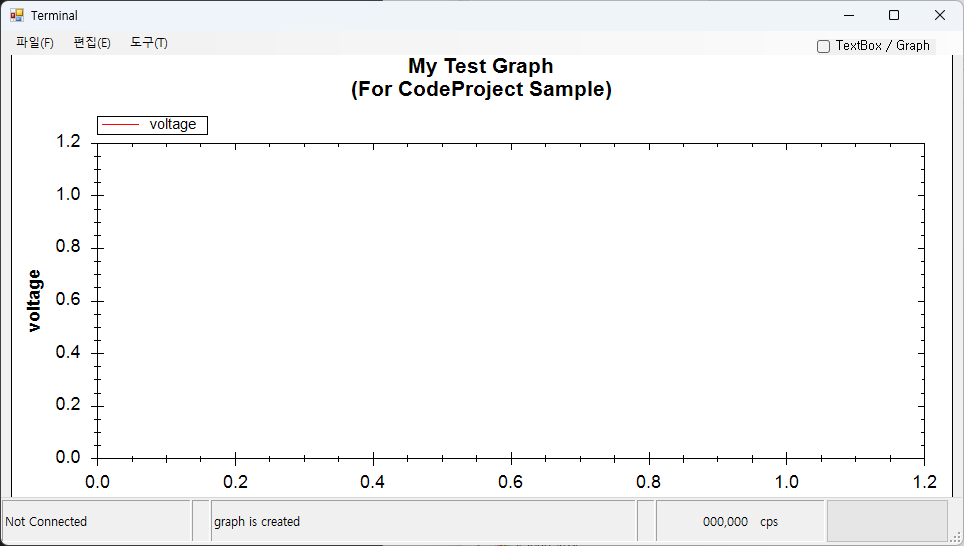 Terminal
파일(F) 편집(E) 도구(T)
TextBox / Graph
My Test Graph
(For CodeProject Sample)
voltage
1.2
1.0
0.8
0.6
0.4
0.2
0.0
voltage
0.0 0.2 0.4 0.6 0.8 1.0 1.2
Not Connected
graph is created
000,000 cps